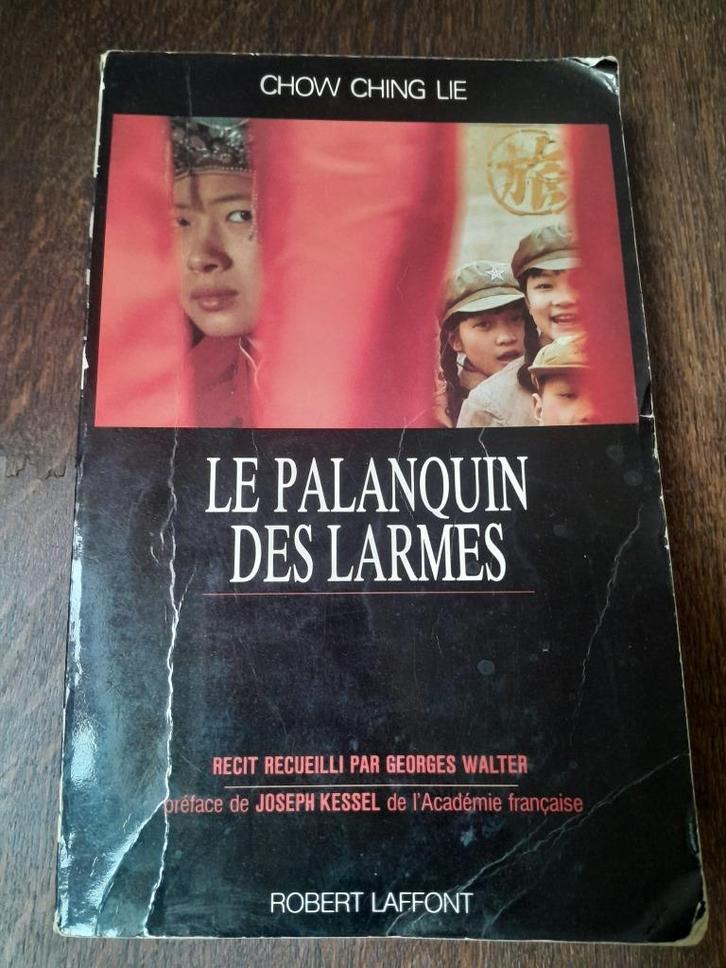 CHOW CHING LIE
旅
LE PALANQUIN
DES LARMES
RECIT RECUEILLI PAR GEORGES WALTER
préface de JOSEPH KESSEL de l'Académie française
ROBERT LAFFONT